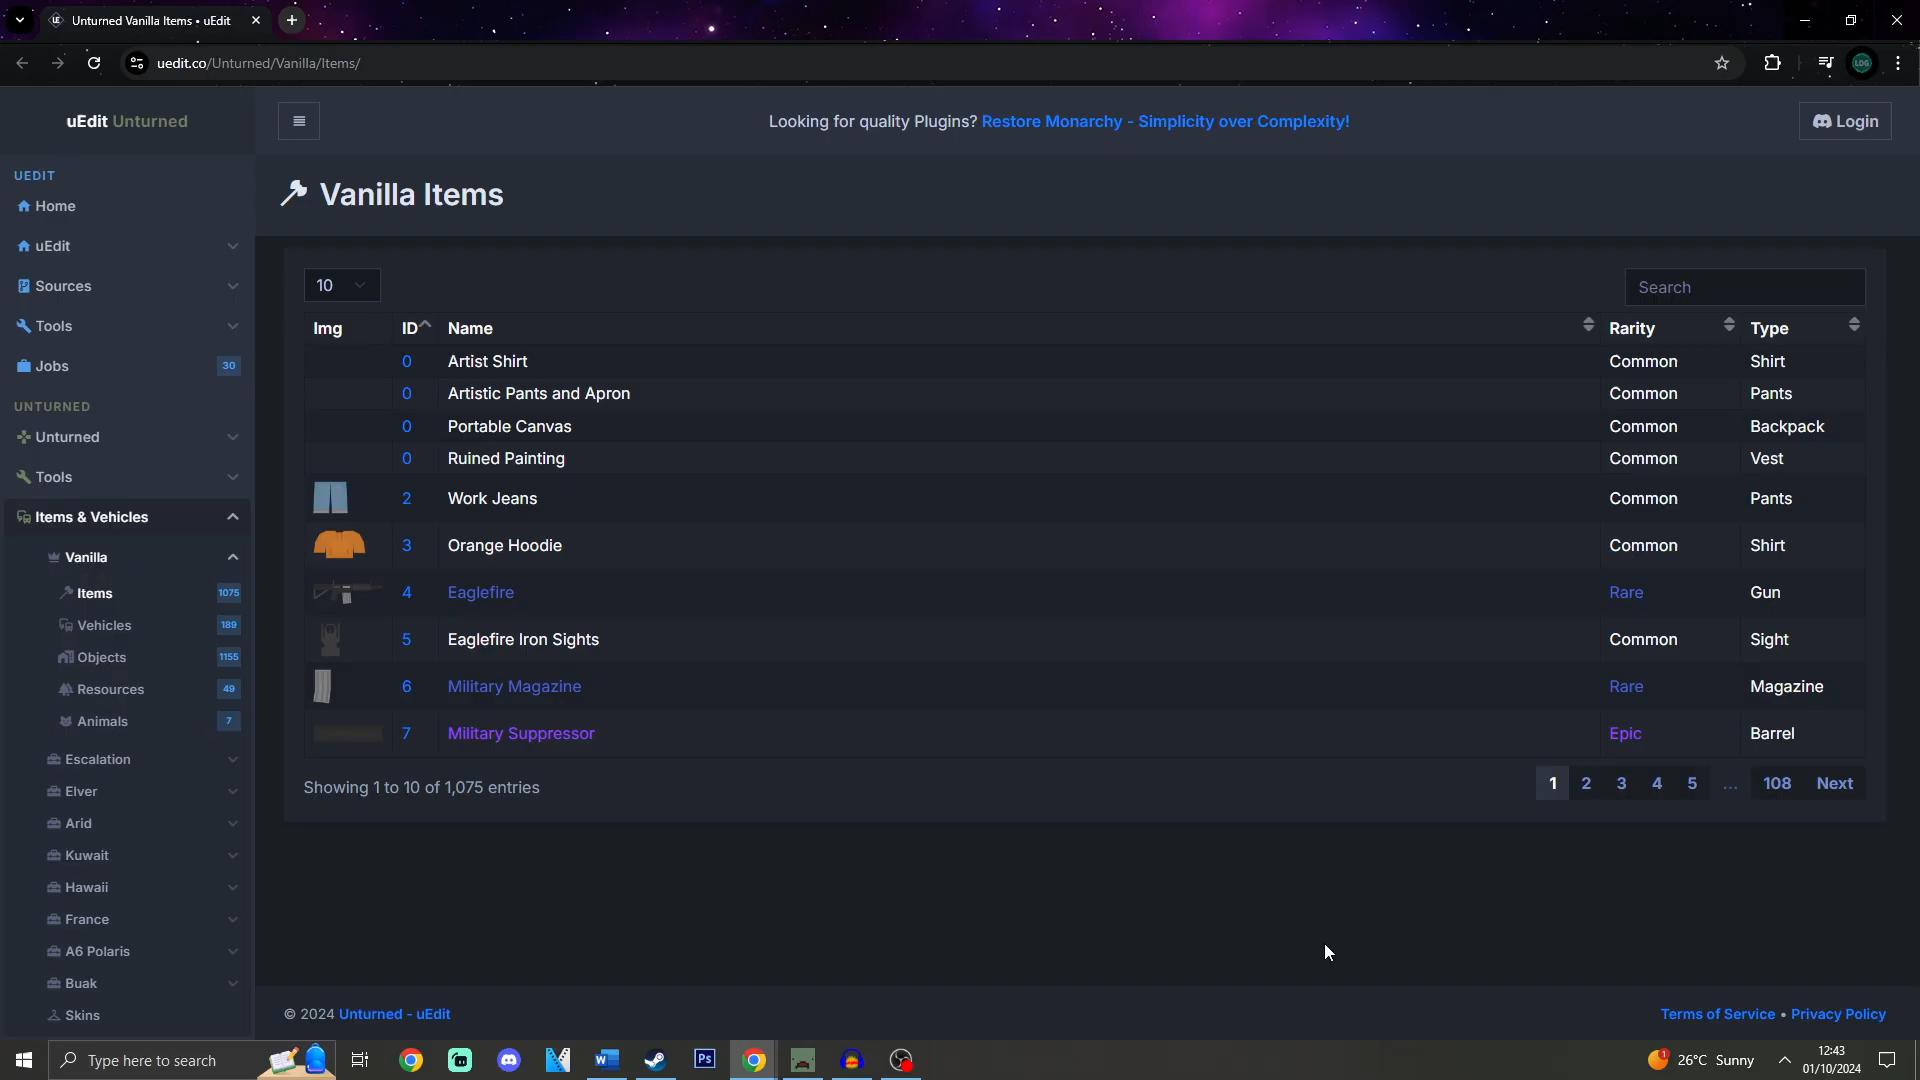 Unturned Vanilla Items • uEdit
uedit.co/Unturned/Vanilla/Items/
LOG
uEdit Unturned
Looking for quality Plugins? Restore Monarchy - Simplicity over Complexity!
Login
UEDIT
Home
uEdit
Sources
Tools
Jobs 30
UNTURNED
Unturned
Tools
Items & Vehicles
Vanilla
Items 1075
Vehicles 189
Objects 1155
Resources 49
Animals 7
Escalation
Elver
Arid
Kuwait
Hawaii
France
A6 Polaris
Buak
Skins
Vanilla Items
10
Search
Img ID Name Rarity Type
0 Artist Shirt Common Shirt
0 Artistic Pants and Apron Common Pants
0 Portable Canvas Common Backpack
0 Ruined Painting Common Vest
2 Work Jeans Common Pants
3 Orange Hoodie Common Shirt
4 Eaglefire Rare Gun
5 Eaglefire Iron Sights Common Sight
6 Military Magazine Rare Magazine
7 Military Suppressor Epic Barrel
Showing 1 to 10 of 1,075 entries
1 2 3 4 5 ... 108 Next
© 2024 Unturned - uEdit
Terms of Service • Privacy Policy
Type here to search
W
Ps
1
26°C Sunny
12:43
01/10/2024